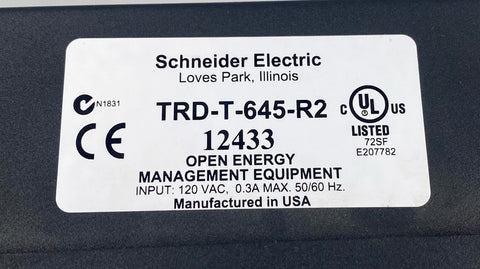 Schneider Electric
Loves Park, Illinois
N1831
TRD-T-645-R2
C UL US
CE
12433
LISTED
72SF
E207782
OPEN ENERGY
MANAGEMENT EQUIPMENT
INPUT: 120 VAC, 0.3A MAX. 50/60 Hz.
Manufactured in USA